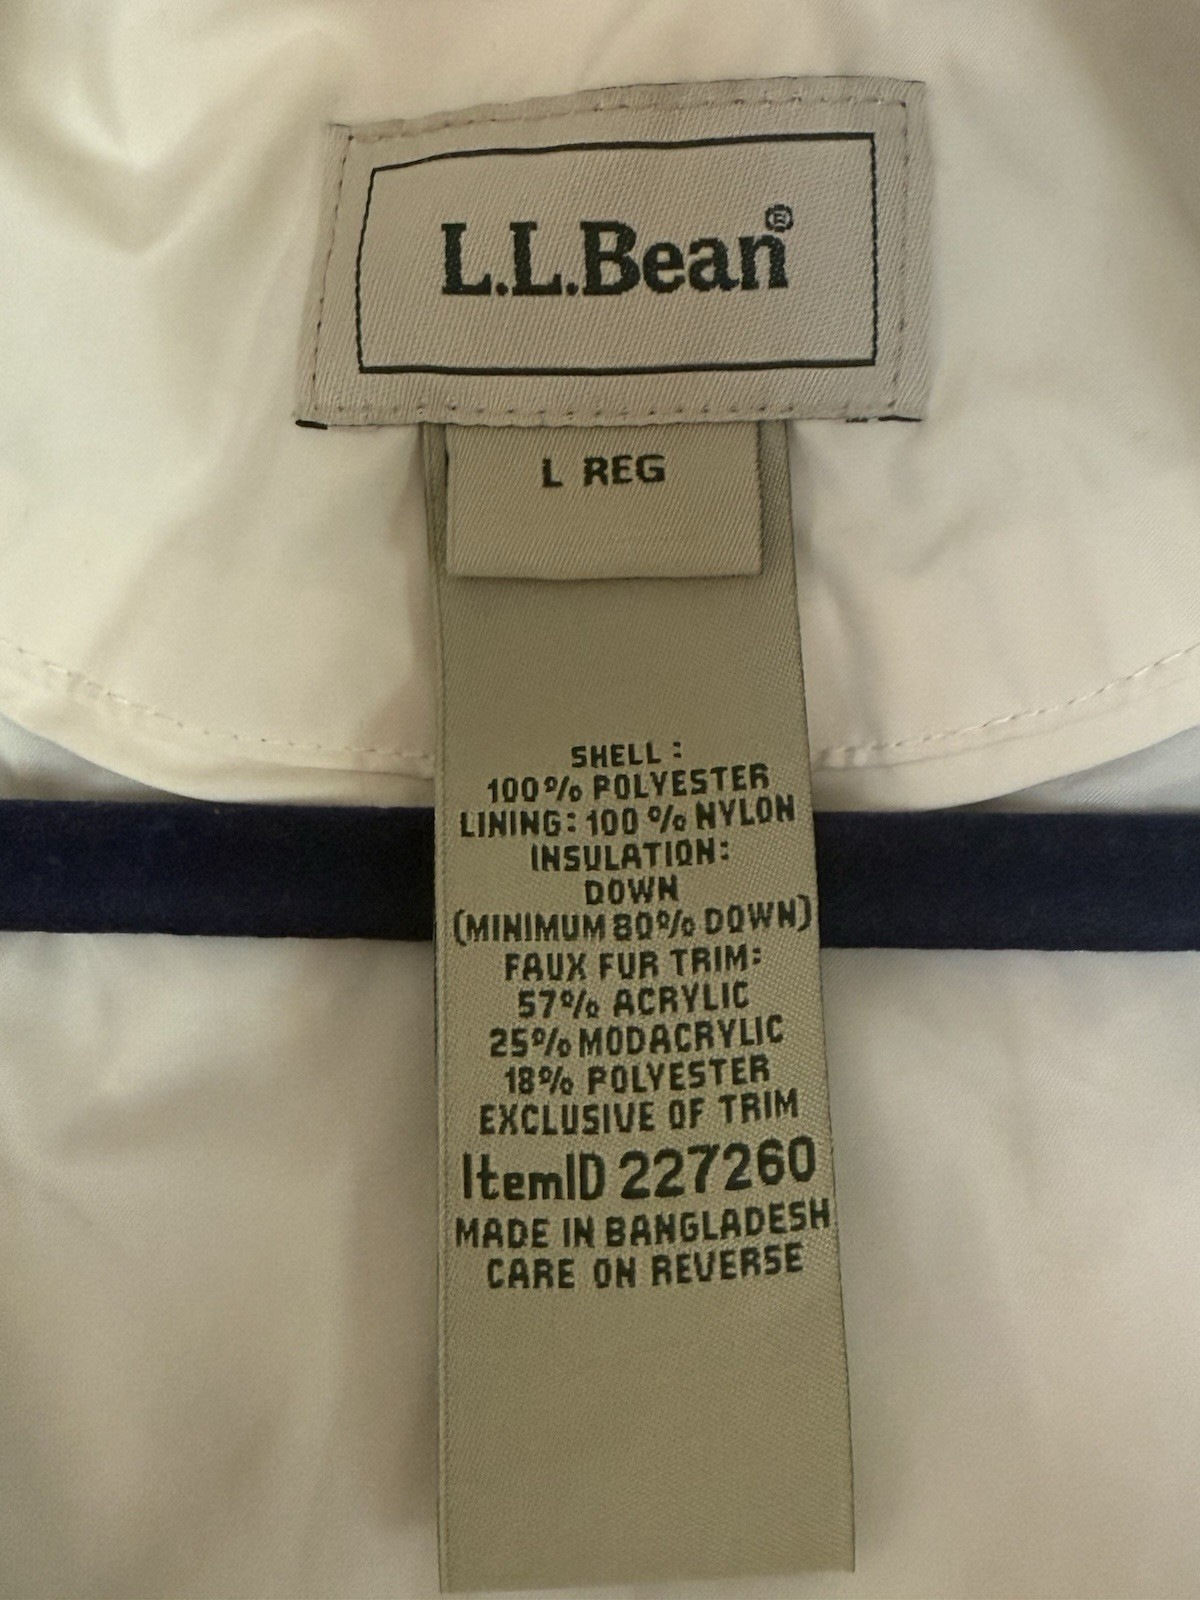 L.L.Bean®
L REG
SHELL :
100% POLYESTER
LINING: 100 % NYLON
INSULATION:
DOWN
(MINIMUM 80% DOWN)
FAUX FUR TRIM:
57% ACRYLIC
25% MODACRYLIC
18% POLYESTER
EXCLUSIVE OF TRIM
ItemID 227260
MADE IN BANGLADESH
CARE ON REVERSE